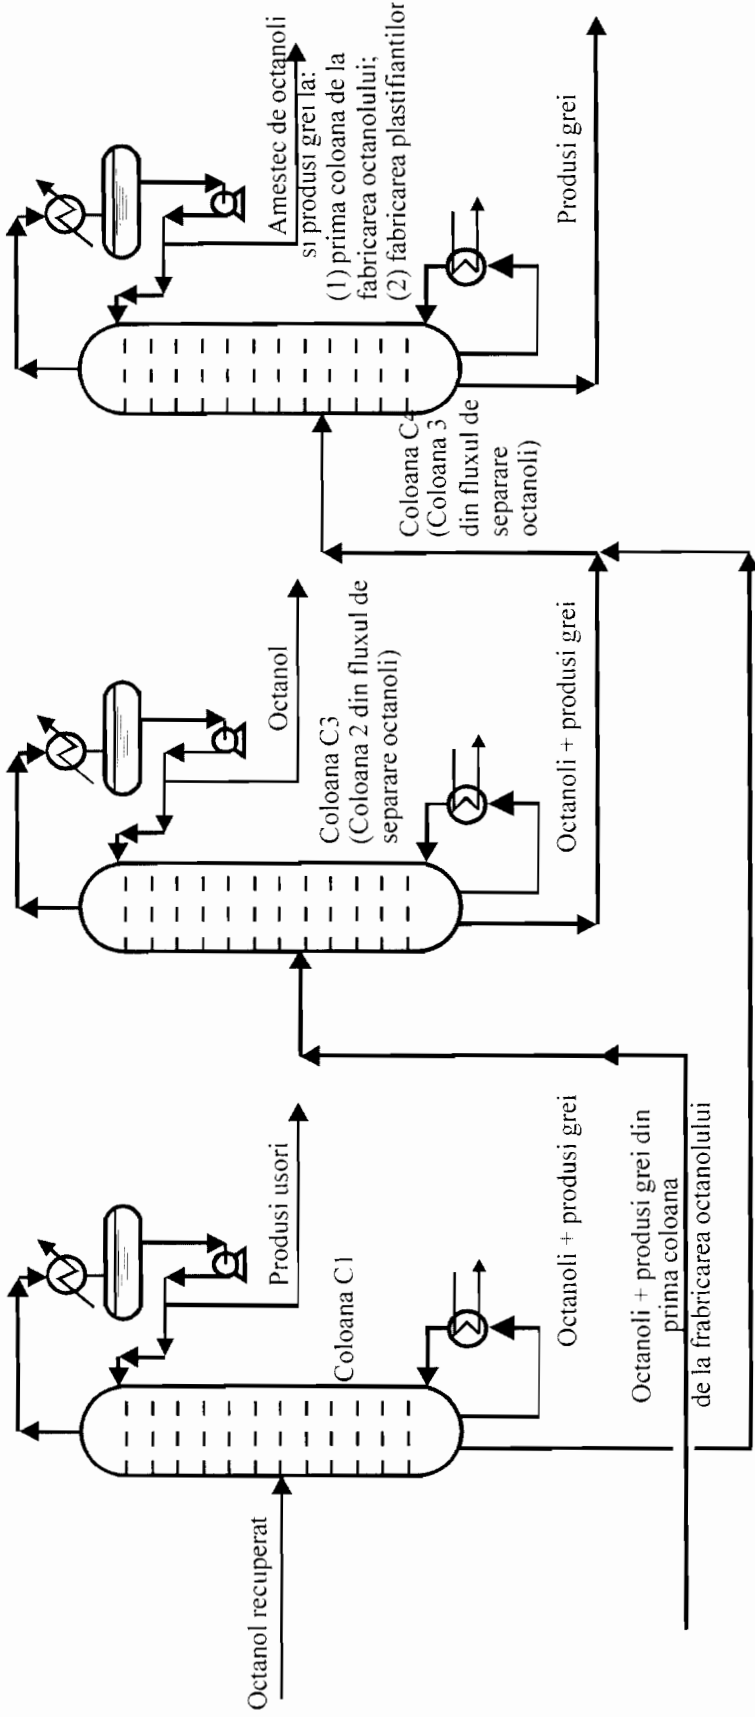 Octanol recuperat
Coloana C1
Produsi usori
Octanoli + produsi grei
Octanoli + produsi grei din
prima coloana
de la frabricarea octanolului
Coloana C3
(Coloana 2 din fluxul de
separare octanoli)
Octanol
Octanoli + produsi grei
Coloana C4
(Coloana 3
din fluxul de
separare
octanoli)
Amestec de octanoli
si produsi grei la:
(1) prima coloana de la
fabricarea octanolului;
(2) fabricarea plastifiantilor
Produsi grei